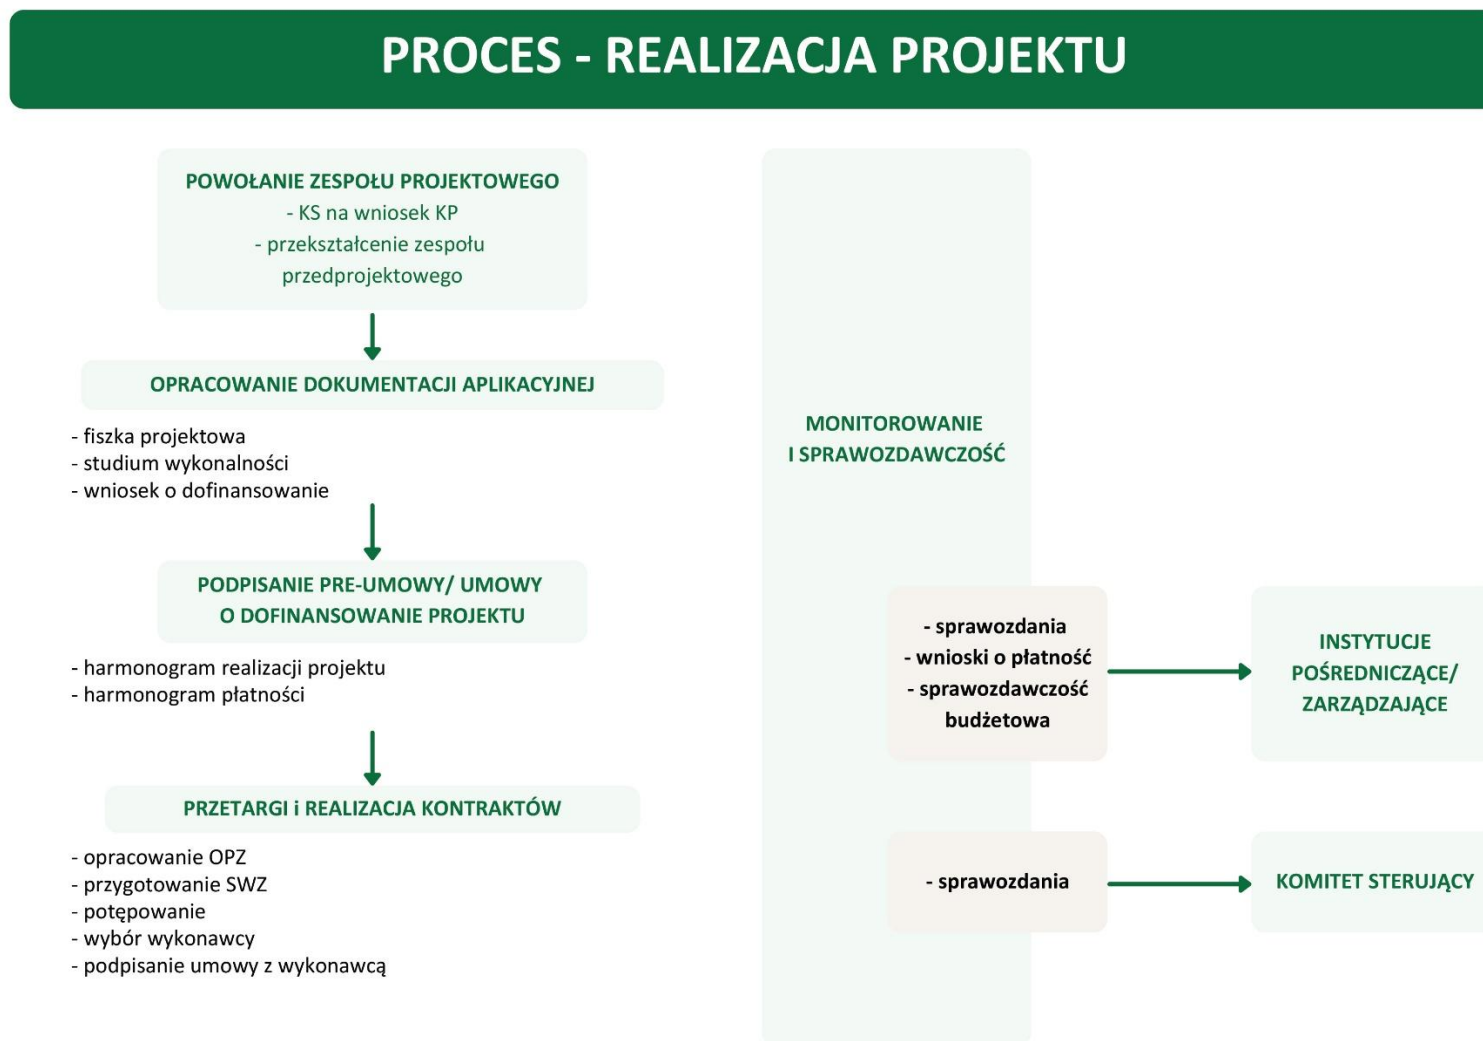 PROCES - REALIZACJA PROJEKTU
POWOŁANIE ZESPOŁU PROJEKTOWEGO
- KS na wniosek KP
- przekształcenie zespołu
przedprojektowego
OPRACOWANIE DOKUMENTACJI APLIKACYJNEJ
- fiszka projektowa
- studium wykonalności
- wniosek o dofinansowanie
PODPISANIE PRE-UMOWY/ UMOWY
O DOFINANSOWANIE PROJEKTU
- harmonogram realizacji projektu
- harmonogram płatności
PRZETARGI i REALIZACJA KONTRAKTÓW
- opracowanie OPZ
- przygotowanie SWZ
- potępowanie
- wybór wykonawcy
- podpisanie umowy z wykonawcą
MONITOROWANIE
I SPRAWOZDAWCZOŚĆ
- sprawozdania
- wnioski o płatność
- sprawozdawczość
budżetowa
INSTYTUCJE
POŚREDNICZĄCE/
ZARZĄDZAJĄCE
- sprawozdania
KOMITET STERUJĄCY